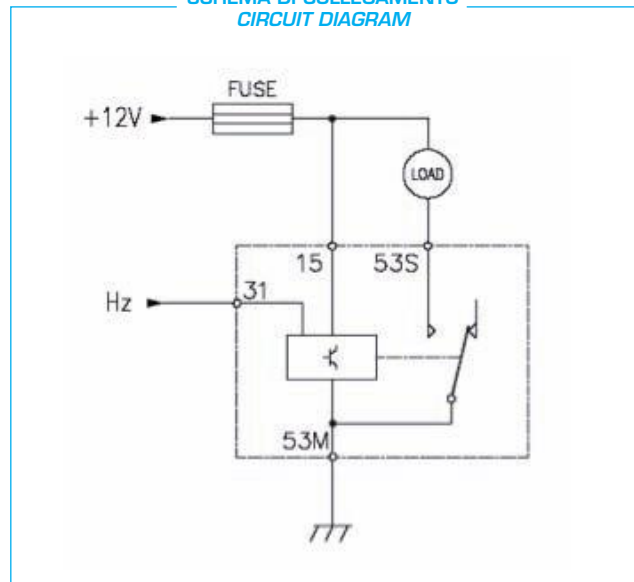 SCHEMA DI COLLEGAMENTO
CIRCUIT DIAGRAM
FUSE
+12V
LOAD
15 53S
31
Hz
53M